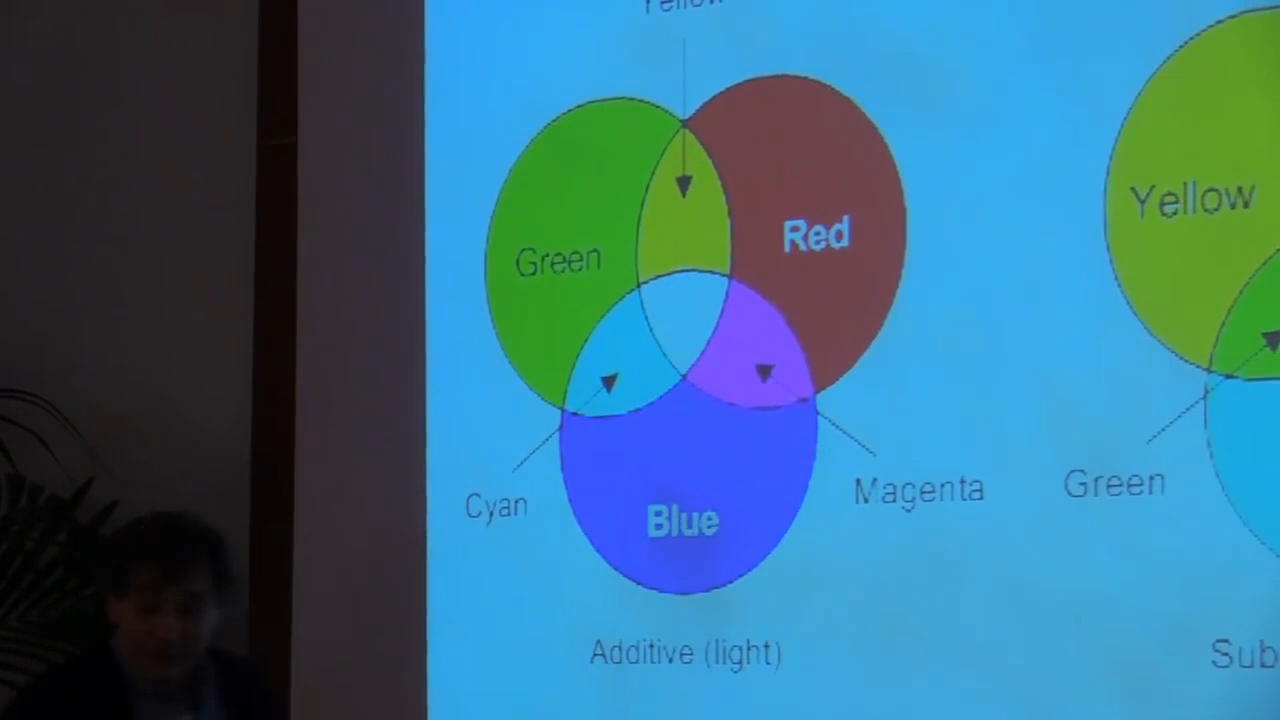 Yellow
Red
Green
Yellow
Cyan
Magenta
Green
Blue
Additive (light)
Sub